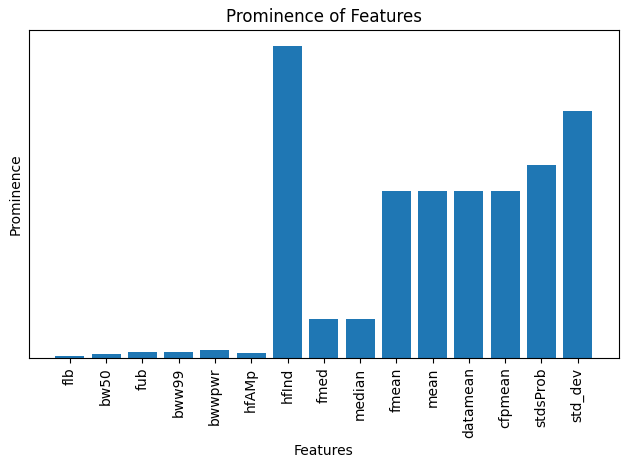 Prominence of Features
Prominence
flb
bw50
fub
bww99
bwwpwr
hfAMp
hfInd
fmed
median
fmean
mean
datamean
cfpmean
stdsProb
std_dev
Features